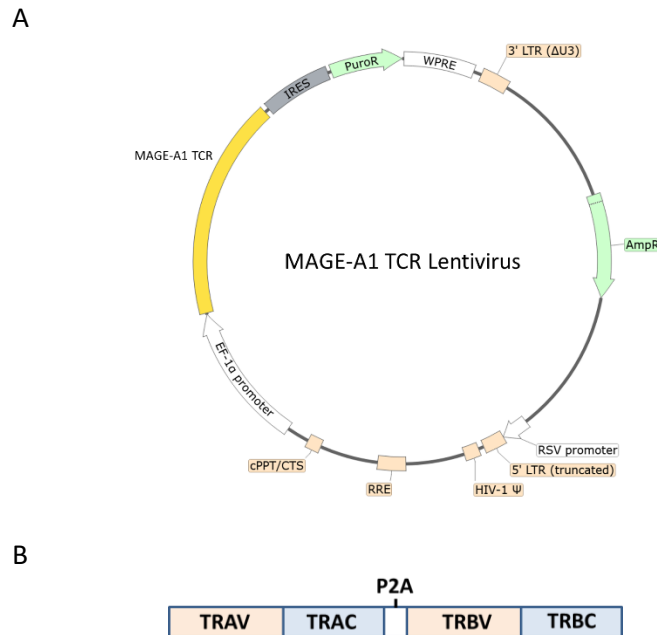 A
PuroR
WPRE
3' LTR (ΔU3)
IRES
MAGE-A1 TCR
AmpR
MAGE-A1 TCR Lentivirus
EF-1α promoter
RSV promoter
5' LTR (truncated)
cPPT/CTS
RRE
HIV-1 Ψ
B
P2A
TRAV TRAC TRBV TRBC